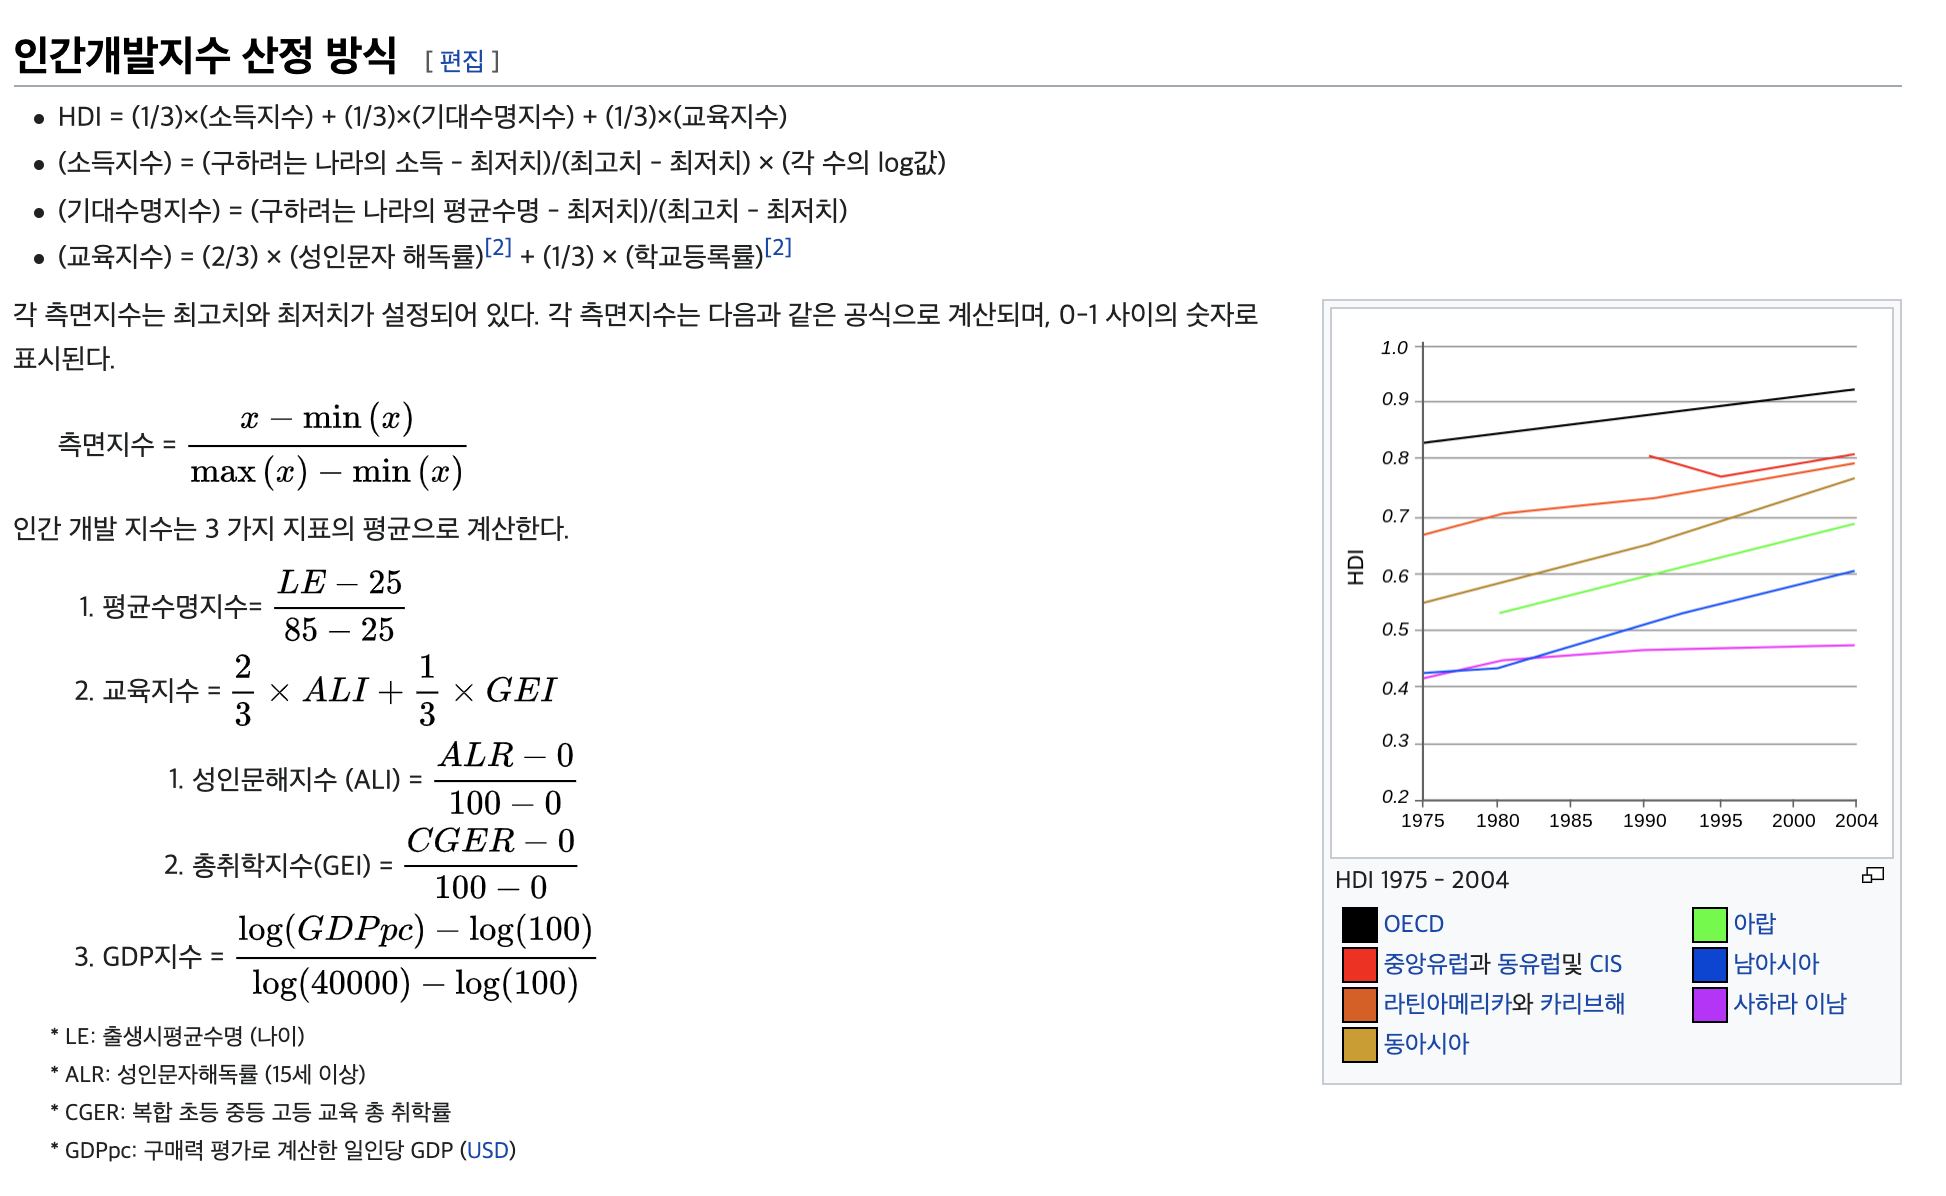 인간개발지수 산정 방식 [ 편집 ]
• HDI = (1/3)×(소득지수) + (1/3)×(기대수명지수) + (1/3)×(교육지수)
• (소득지수) = (구하려는 나라의 소득 - 최저치)/(최고치 - 최저치) × (각 수의 log값)
• (기대수명지수) = (구하려는 나라의 평균수명 - 최저치)/(최고치 - 최저치)
• (교육지수) = (2/3) × (성인문자 해독률)[2] + (1/3) × (학교등록률)[2]
각 측면지수는 최고치와 최저치가 설정되어 있다. 각 측면지수는 다음과 같은 공식으로 계산되며, 0-1 사이의 숫자로
표시된다.
측면지수 = \frac{x - \min(x)}{\max(x) - \min(x)}
인간 개발 지수는 3 가지 지표의 평균으로 계산한다.
1. 평균수명지수= \frac{LE - 25}{85 - 25}
2. 교육지수 = \frac{2}{3} × ALI + \frac{1}{3} × GEI
1. 성인문해지수 (ALI) = \frac{ALR - 0}{100 - 0}
2. 총취학지수(GEI) = \frac{CGER - 0}{100 - 0}
3. GDP지수 = \frac{\log(GDPpc) - \log(100)}{\log(40000) - \log(100)}
* LE: 출생시평균수명 (나이)
* ALR: 성인문자해독률 (15세 이상)
* CGER: 복합 초등 중등 고등 교육 총 취학률
* GDPpc: 구매력 평가로 계산한 일인당 GDP (USD)
1.0
0.9
0.8
0.7
HDI
0.6
0.5
0.4
0.3
0.2
1975 1980 1985 1990 1995 2000 2004
HDI 1975 - 2004
OECD
중앙유럽과 동유럽및 CIS
라틴아메리카와 카리브해
동아시아
아랍
남아시아
사하라 이남